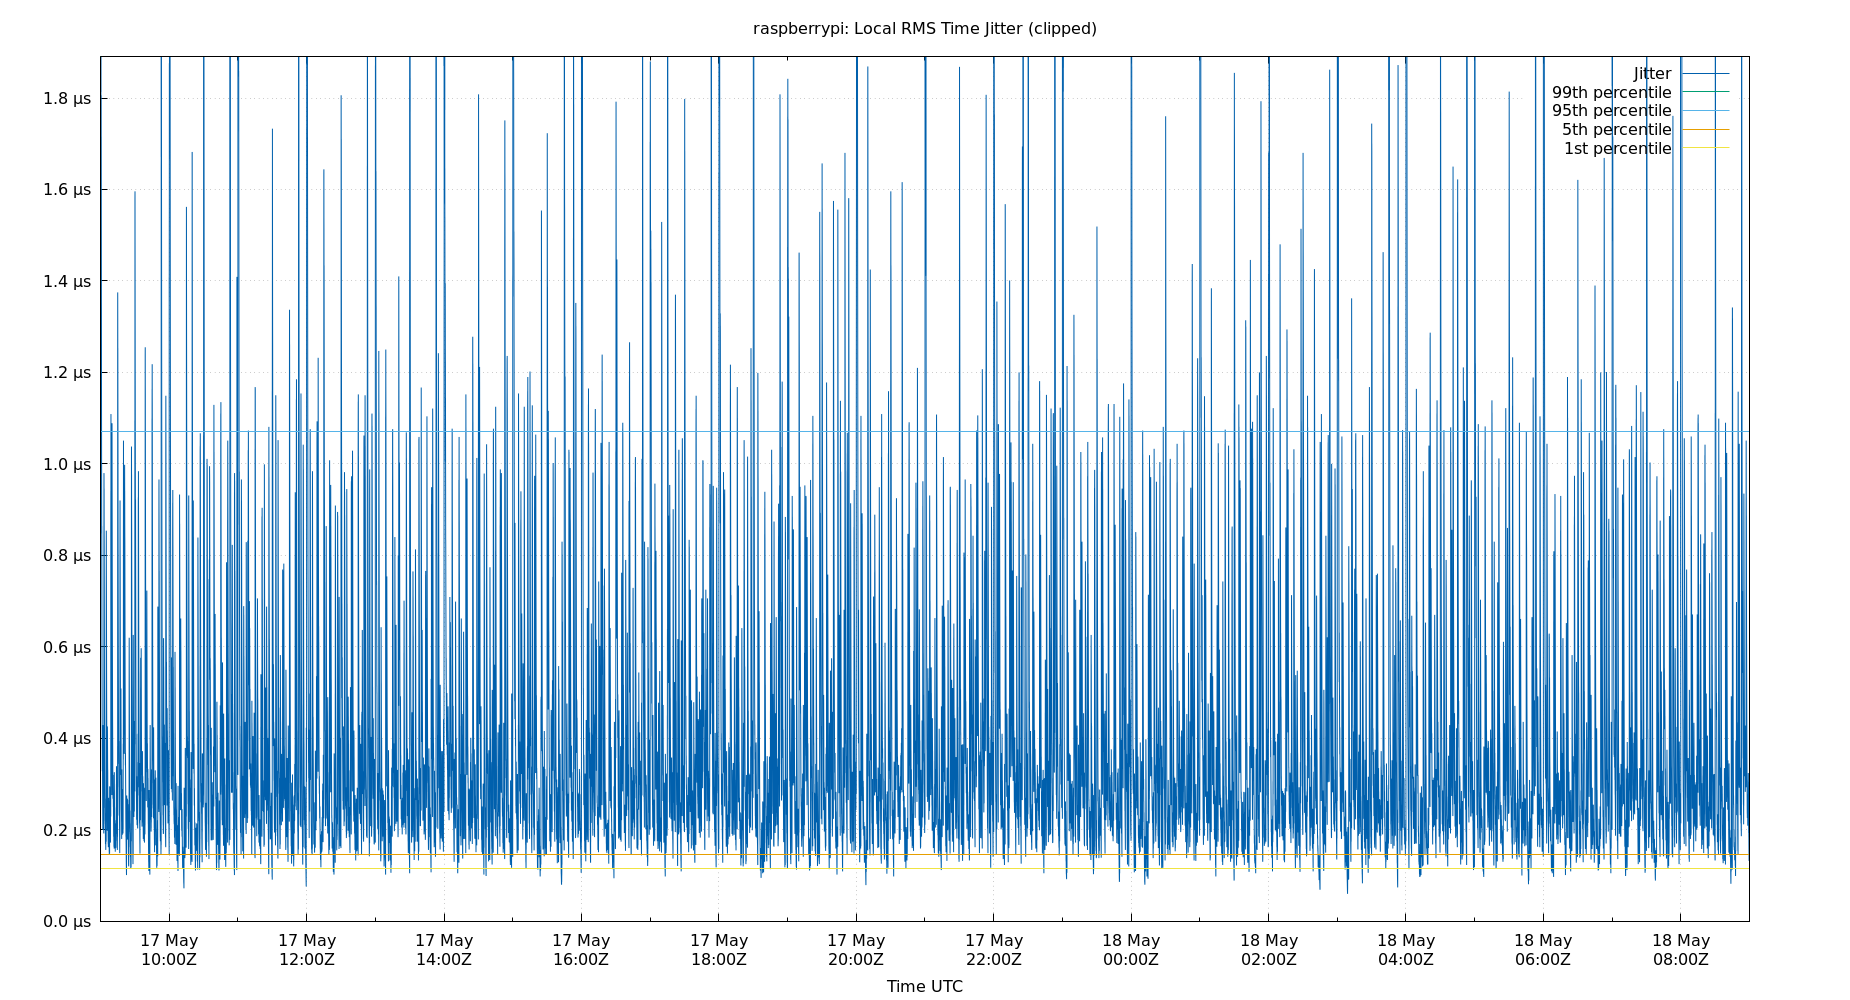 raspberrypi: Local RMS Time Jitter (clipped)
Jitter
99th percentile
95th percentile
5th percentile
1st percentile
1.8 μs
1.6 μs
1.4 μs
1.2 μs
1.0 μs
0.8 μs
0.6 μs
0.4 μs
0.2 μs
0.0 μs
17 May 17 May 17 May 17 May 17 May 17 May 17 May 18 May 18 May 18 May 18 May 18 May
10:00Z 12:00Z 14:00Z 16:00Z 18:00Z 20:00Z 22:00Z 00:00Z 02:00Z 04:00Z 06:00Z 08:00Z
Time UTC